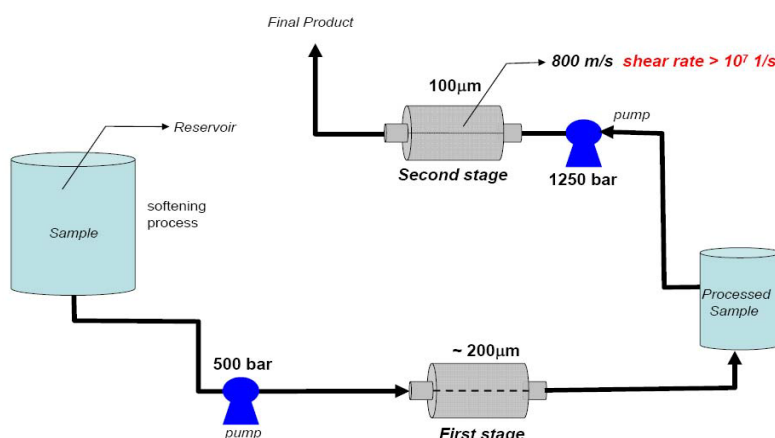 Final Product
800 m/s shear rate > 10⁷ 1/s
100µm
Reservoir
pump
Second stage
1250 bar
softening
process
Sample
Processed
Sample
~ 200µm
500 bar
pump
First stage